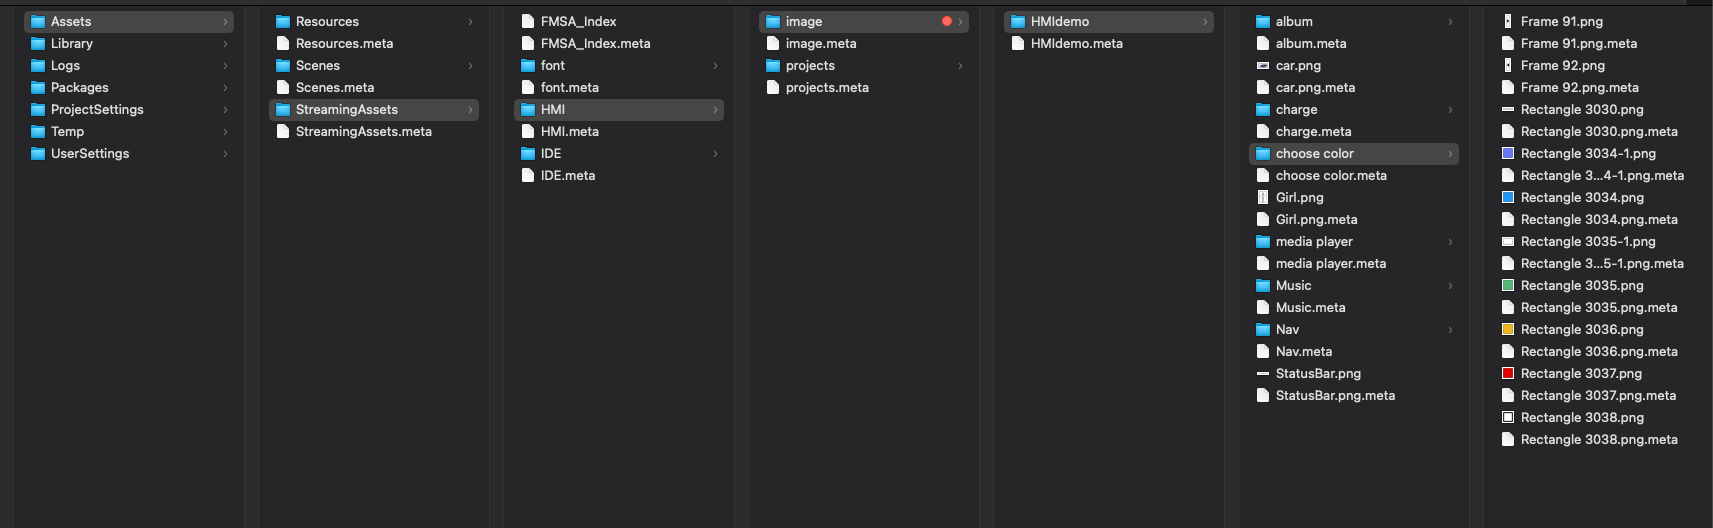 Assets
Library
Logs
Packages
ProjectSettings
Temp
UserSettings
Resources
Resources.meta
Scenes
Scenes.meta
StreamingAssets
StreamingAssets.meta
FMSA_Index
FMSA_Index.meta
font
font.meta
HMI
HMI.meta
IDE
IDE.meta
image
image.meta
projects
projects.meta
HMIdemo
HMIdemo.meta
album
album.meta
car.png
car.png.meta
charge
charge.meta
choose color
choose color.meta
Girl.png
Girl.png.meta
media player
media player.meta
Music
Music.meta
Nav
Nav.meta
StatusBar.png
StatusBar.png.meta
Frame 91.png
Frame 91.png.meta
Frame 92.png
Frame 92.png.meta
Rectangle 3030.png
Rectangle 3030.png.meta
Rectangle 3034-1.png
Rectangle 3...4-1.png.meta
Rectangle 3034.png
Rectangle 3034.png.meta
Rectangle 3035-1.png
Rectangle 3...5-1.png.meta
Rectangle 3035.png
Rectangle 3035.png.meta
Rectangle 3036.png
Rectangle 3036.png.meta
Rectangle 3037.png
Rectangle 3037.png.meta
Rectangle 3038.png
Rectangle 3038.png.meta